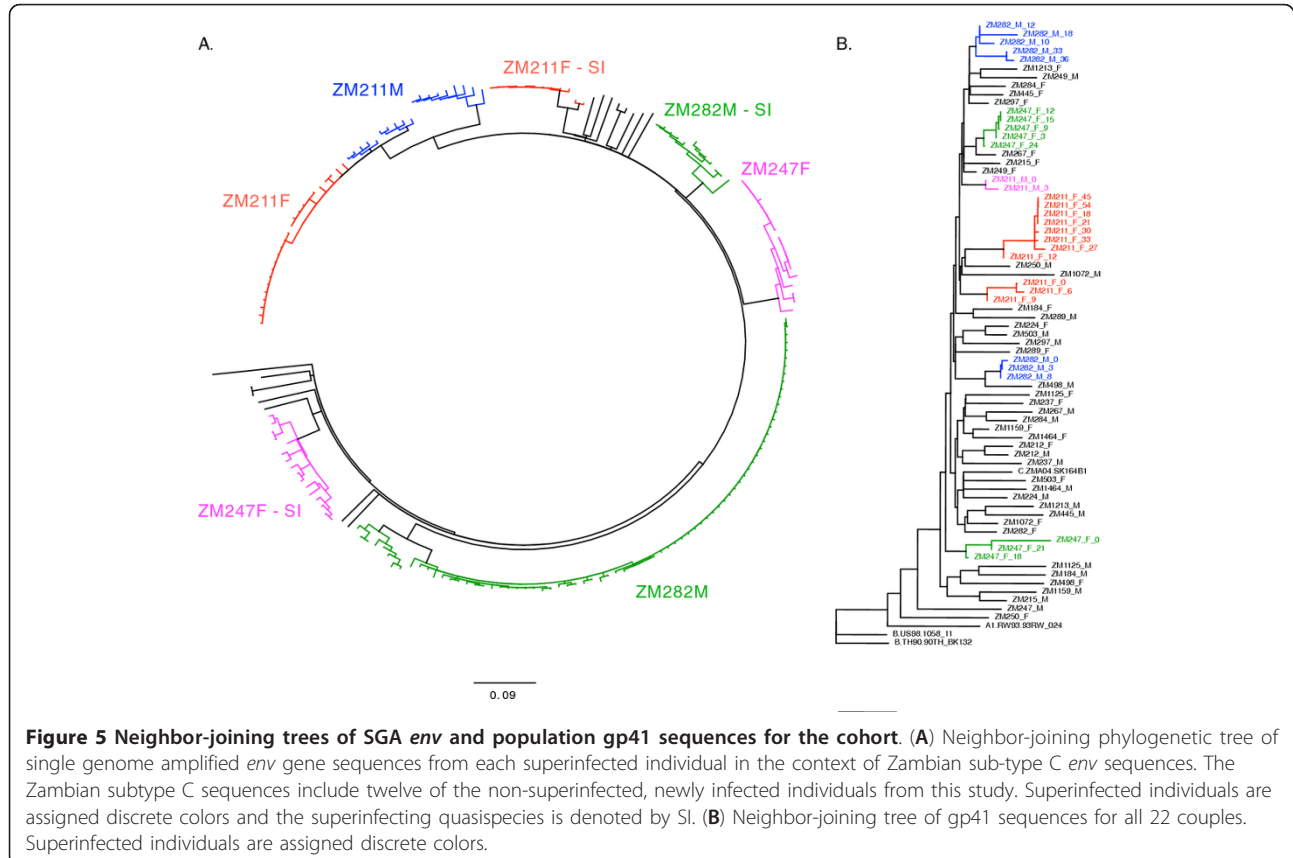 A.
ZM211F - SI
ZM211M
ZM282M - SI
ZM247F
ZM211F
ZM247F - SI
ZM282M
0.09
B.
ZM282_M_12
ZM282_M_18
ZM282_M_10
ZM282_M_33
ZM282_M_36
ZM1213_F
ZM249_M
ZM284_F
ZM445_F
ZM297_F
ZM247_F_12
ZM247_F_15
ZM247_F_9
ZM247_F_3
ZM247_F_24
ZM267_F
ZM215_F
ZM249_F
ZM211_M_0
ZM211_M_3
ZM211_F_45
ZM211_F_54
ZM211_F_18
ZM211_F_21
ZM211_F_30
ZM211_F_33
ZM211_F_27
ZM211_F_12
ZM250_M
ZM1072_M
ZM211_F_0
ZM211_F_6
ZM211_F_9
ZM184_F
ZM289_M
ZM224_F
ZM503_M
ZM297_M
ZM289_F
ZM282_M_0
ZM282_M_3
ZM282_M_8
ZM498_M
ZM1125_F
ZM237_F
ZM267_M
ZM284_M
ZM1159_F
ZM1464_F
ZM212_F
ZM212_M
ZM237_M
C.ZMA04.SK164B1
ZM503_F
ZM1464_M
ZM224_M
ZM1213_M
ZM445_M
ZM1072_F
ZM282_F
ZM247_F_0
ZM247_F_21
ZM247_F_18
ZM1125_M
ZM184_M
ZM498_F
ZM1159_M
ZM215_M
ZM247_M
ZM250_F
A1.RW93.93RW_024
B.US98.1058_11
B.TH90.90TH_BK132
Figure 5 Neighbor-joining trees of SGA env and population gp41 sequences for the cohort. (A) Neighbor-joining phylogenetic tree of
single genome amplified env gene sequences from each superinfected individual in the context of Zambian sub-type C env sequences. The
Zambian subtype C sequences include twelve of the non-superinfected, newly infected individuals from this study. Superinfected individuals are
assigned discrete colors and the superinfecting quasispecies is denoted by SI. (B) Neighbor-joining tree of gp41 sequences for all 22 couples.
Superinfected individuals are assigned discrete colors.